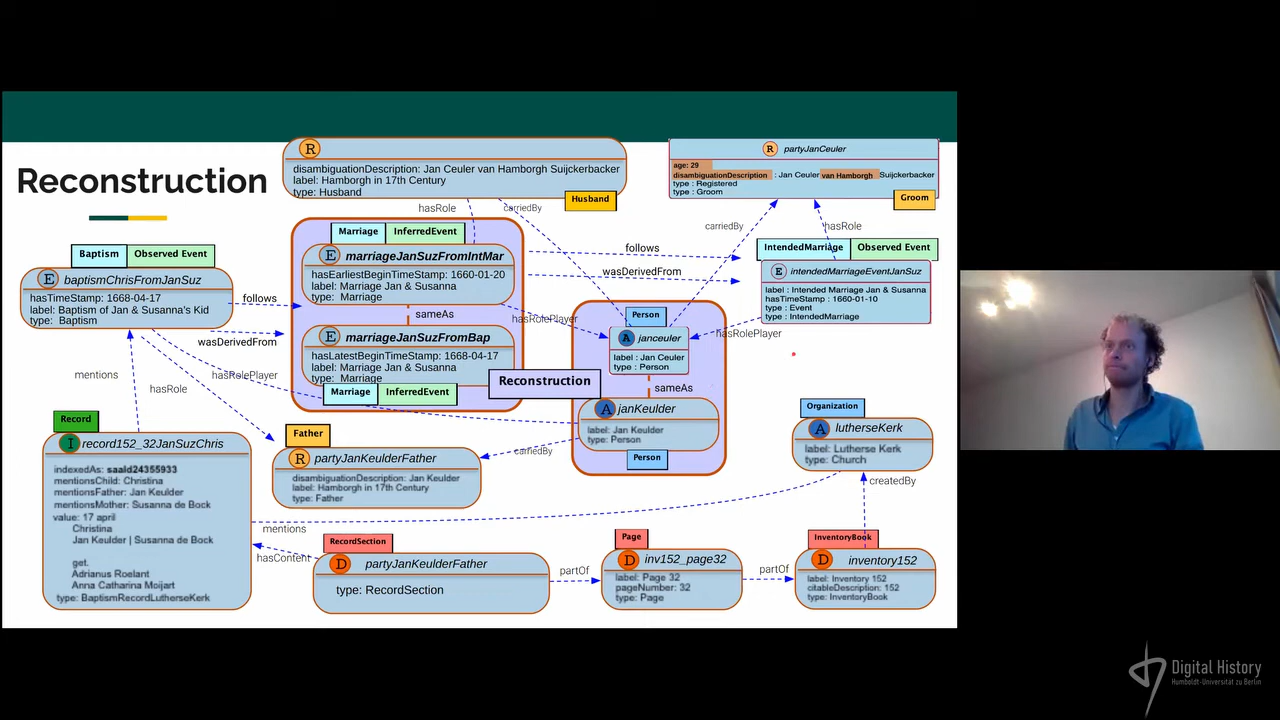 Reconstruction
R
disambiguationDescription: Jan Ceuler van Hamborgh Suijckerbacker
label: Hamborgh in 17th Century
type: Husband
Husband
R partyJanCeuler
age: 29
disambiguationDescription : Jan Ceuler van Hamborgh Suijckerbacker
type : Registered
type : Groom
Groom
hasRole
carriedBy
carriedBy
hasRole
Marriage InferredEvent
E marriageJanSuzFromIntMar
hasEarliestBeginTimeStamp: 1660-01-20
label: Marriage Jan & Susanna
type: Marriage
sameAs
E marriageJanSuzFromBap
hasLatestBeginTimeStamp: 1668-04-17
label: Marriage Jan & Susanna
type: Marriage
Marriage InferredEvent
Baptism Observed Event
E baptismChrisFromJanSuz
hasTimeStamp: 1668-04-17
label: Baptism of Jan & Susanna's Kid
type: Baptism
follows
wasDerivedFrom
follows
wasDerivedFrom
IntendedMarriage Observed Event
E intendedMarriageEventJanSuz
label : Intended Marriage Jan & Susanna
hasTimeStamp : 1660-01-10
type : Event
type : IntendedMarriage
hasRolePlayer
hasRolePlayer
hasRolePlayer
Person
A janceuler
label : Jan Ceuler
type : Person
sameAs
Reconstruction
A janKeulder
label: Jan Keulder
type: Person
Person
mentions
hasRole
Record
I record152_32JanSuzChris
indexedAs: saaId24355933
mentionsChild: Christina
mentionsFather: Jan Keulder
mentionsMother: Susanna de Bock
value: 17 april
Christina
Jan Keulder | Susanna de Bock
get.
Adrianus Roelant
Anna Catharina Moijart
type: BaptismRecordLutherseKerk
Father
R partyJanKeulderFather
disambiguationDescription: Jan Keulder
label: Hamborgh in 17th Century
type: Father
carriedBy
Organization
A lutherseKerk
label: Lutherse Kerk
type: Church
createdBy
mentions
hasContent
RecordSection
D partyJanKeulderFather
type: RecordSection
partOf
Page
D inv152_page32
label: Page 32
pageNumber: 32
type: Page
partOf
InventoryBook
D inventory152
label: Inventory 152
citableDescription: 152
type: InventoryBook
Digital History
Humboldt-Universität zu Berlin